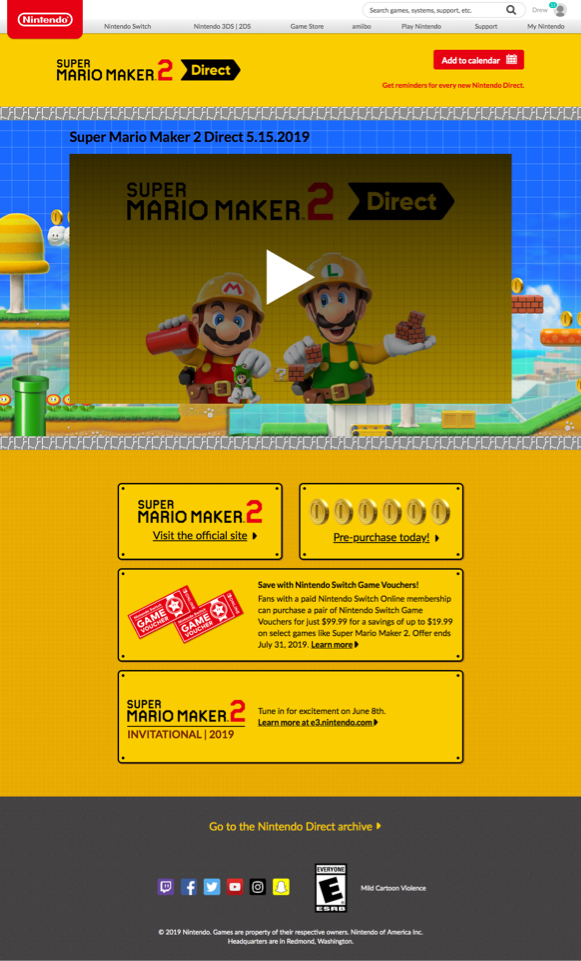 Nintendo
Search games, systems, support, etc.
Drew
Nintendo Switch
Nintendo 3DS | 2DS
Game Store
amiibo
Play Nintendo
Support
My Nintendo
SUPER
MARIO MAKER 2 Direct
Add to calendar
Get reminders for every new Nintendo Direct.
Super Mario Maker 2 Direct 5.15.2019
SUPER
MARIO MAKER 2 Direct
M
L
?
SUPER
MARIO MAKER 2
Visit the official site
Pre-purchase today!
Nintendo Switch
GAME
VOUCHER
Nintendo Switch
GAME
VOUCHER
Save with Nintendo Switch Game Vouchers!
Fans with a paid Nintendo Switch Online membership
can purchase a pair of Nintendo Switch Game
Vouchers for just $99.99 for a savings of up to $19.99
on select games like Super Mario Maker 2. Offer ends
July 31, 2019. Learn more
SUPER
MARIO MAKER 2
INVITATIONAL | 2019
Tune in for excitement on June 8th.
Learn more at e3.nintendo.com
Go to the Nintendo Direct archive
EVERYONE
E
ESRB
Mild Cartoon Violence
© 2019 Nintendo. Games are property of their respective owners. Nintendo of America Inc.
Headquarters are in Redmond, Washington.